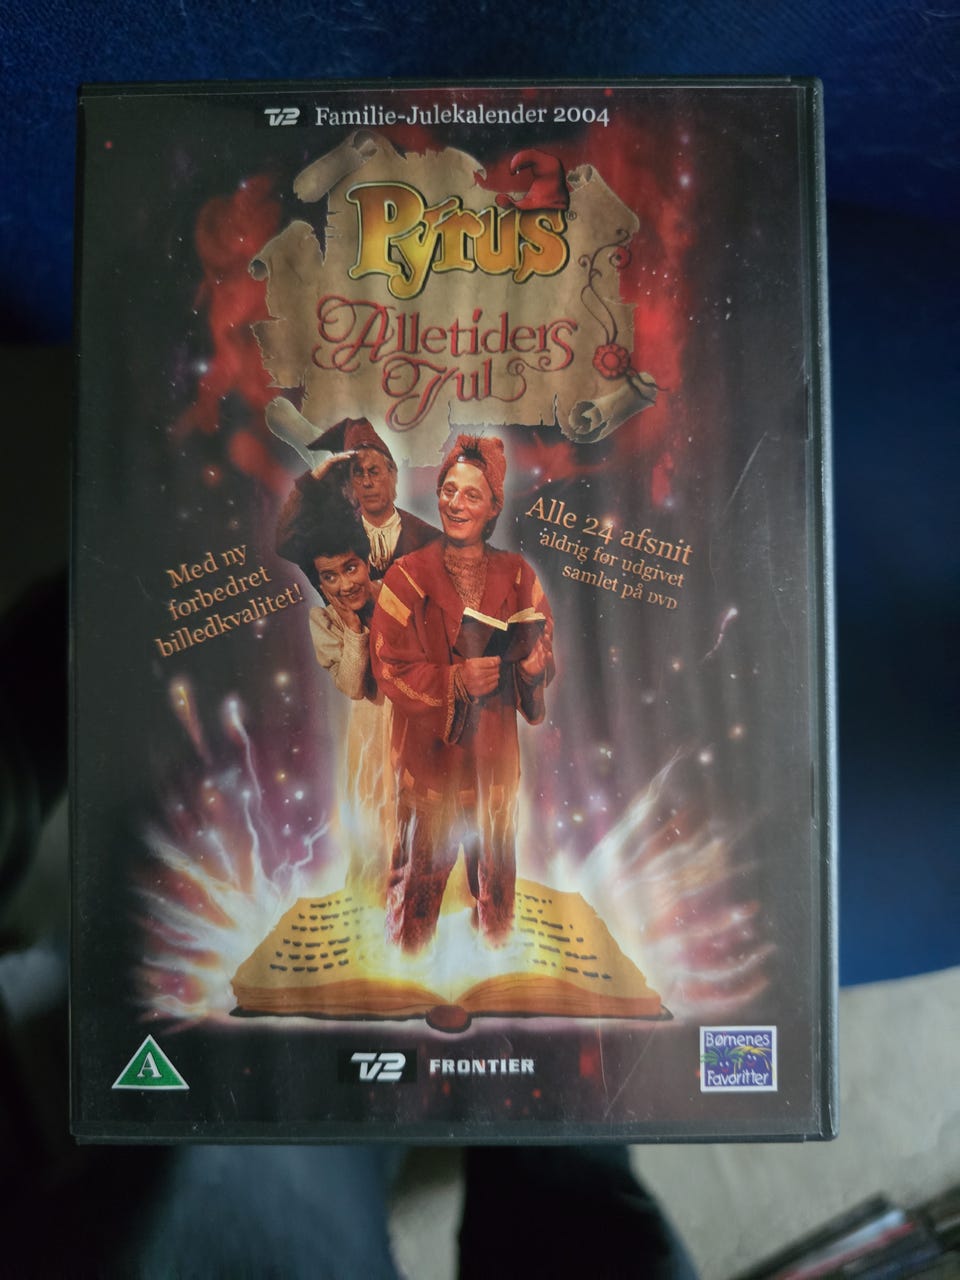 TV2 Familie-Julekalender 2004
Pyrus®
Alletiders
Jul
Med ny
forbedret
billedkvalitet!
Alle 24 afsnit
aldrig før udgivet
samlet på DVD
A
TV2 FRONTIER
Børnenes
Favoritter